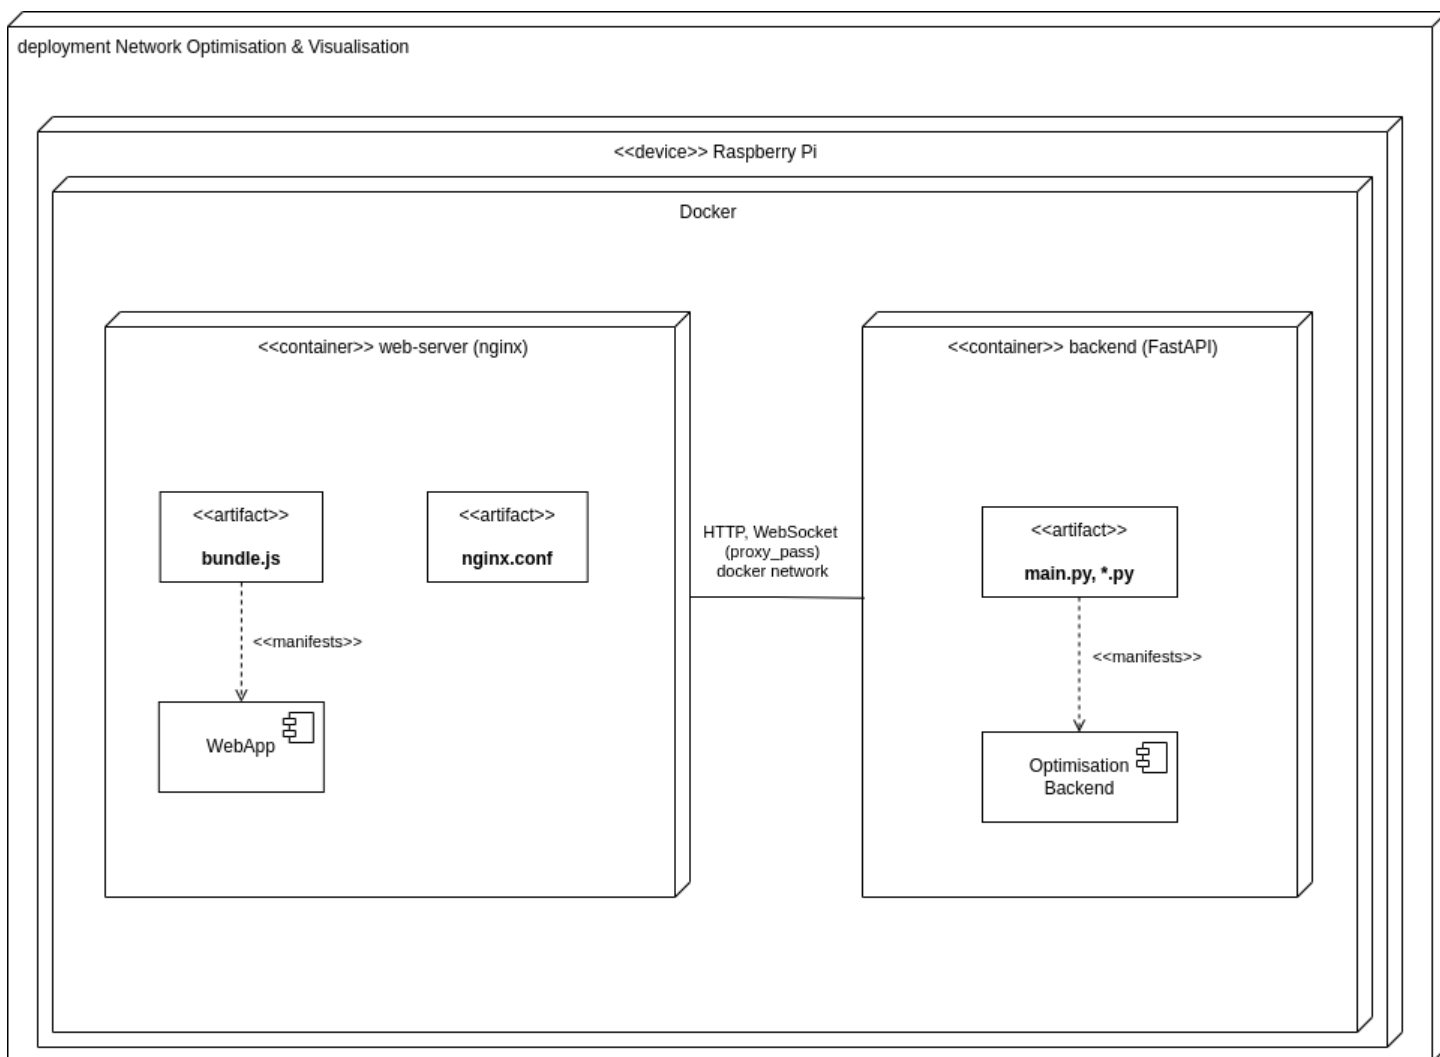 deployment Network Optimisation & Visualisation
<<device>> Raspberry Pi
Docker
<<container>> web-server (nginx)
<<artifact>>
bundle.js
<<artifact>>
nginx.conf
<<manifests>>
WebApp
HTTP, WebSocket
(proxy_pass)
docker network
<<container>> backend (FastAPI)
<<artifact>>
main.py, *.py
<<manifests>>
Optimisation
Backend